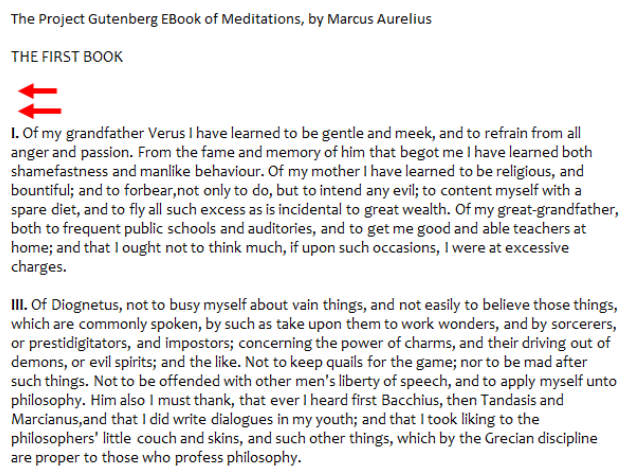 The Project Gutenberg EBook of Meditations, by Marcus Aurelius
THE FIRST BOOK
I. Of my grandfather Verus I have learned to be gentle and meek, and to refrain from all
anger and passion. From the fame and memory of him that begot me I have learned both
shamefastness and manlike behaviour. Of my mother I have learned to be religious, and
bountiful; and to forbear,not only to do, but to intend any evil; to content myself with a
spare diet, and to fly all such excess as is incidental to great wealth. Of my great-grandfather,
both to frequent public schools and auditories, and to get me good and able teachers at
home; and that I ought not to think much, if upon such occasions, I were at excessive
charges.
III. Of Diognetus, not to busy myself about vain things, and not easily to believe those things,
which are commonly spoken, by such as take upon them to work wonders, and by sorcerers,
or prestidigitators, and impostors; concerning the power of charms, and their driving out of
demons, or evil spirits; and the like. Not to keep quails for the game; nor to be mad after
such things. Not to be offended with other men's liberty of speech, and to apply myself unto
philosophy. Him also I must thank, that ever I heard first Bacchius, then Tandasis and
Marcianus,and that I did write dialogues in my youth; and that I took liking to the
philosophers' little couch and skins, and such other things, which by the Grecian discipline
are proper to those who profess philosophy.